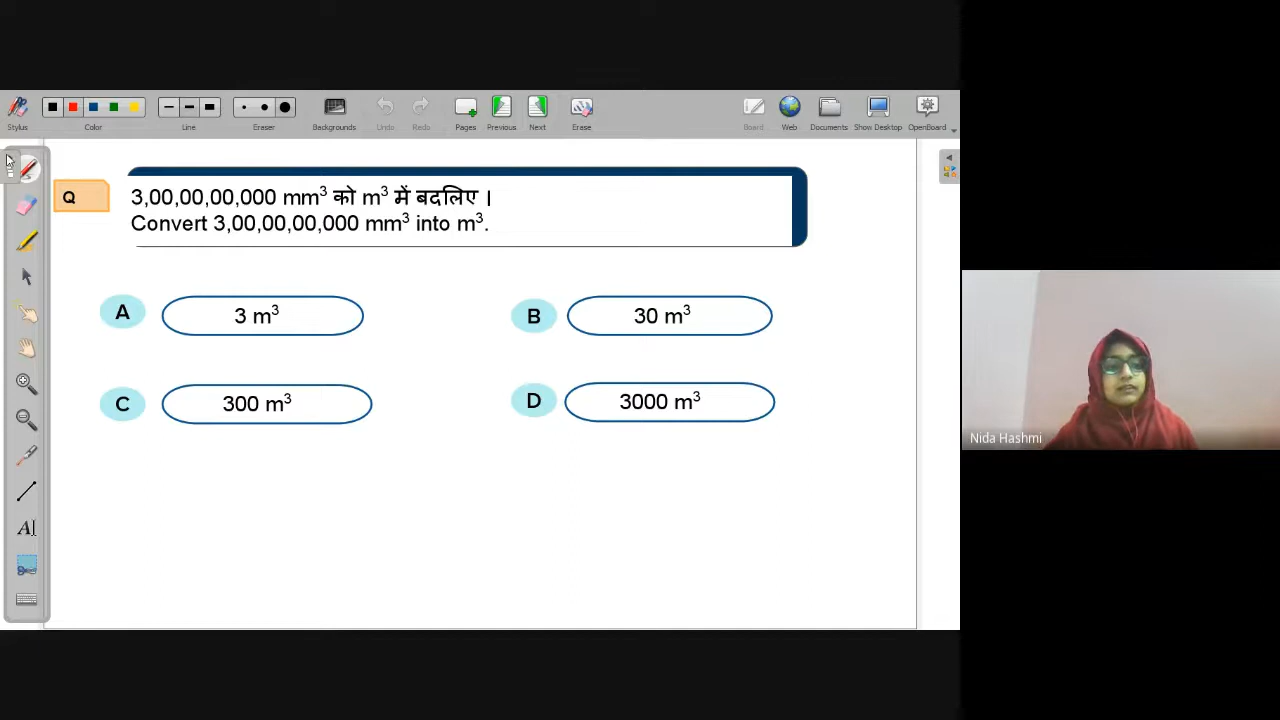 Stylus
Color
Line
Eraser
Backgrounds
Undo
Redo
Pages
Previous
Next
Erase
Board
Web
Documents
Show Desktop
OpenBoard
Q
3,00,00,00,000 mm³ को m³ में बदलिए ।
Convert 3,00,00,00,000 mm³ into m³.
A
3 m³
B
30 m³
C
300 m³
D
3000 m³
A
Nida Hashmi